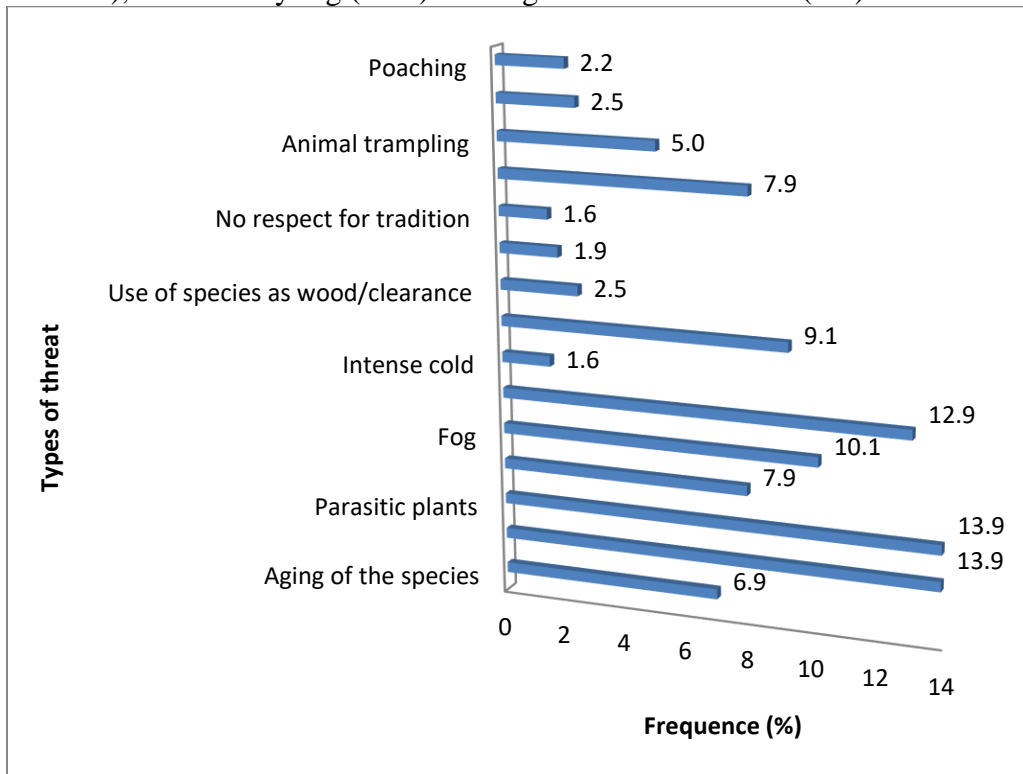 Poaching 2.2
2.5
Animal trampling 5.0
7.9
No respect for tradition 1.6
1.9
Use of species as wood/clearance 2.5
9.1
Intense cold 1.6
12.9
Fog 10.1
7.9
Parasitic plants 13.9
13.9
Aging of the species 6.9
0 2 4 6 8 10 12 14
Types of threat
Frequence (%)